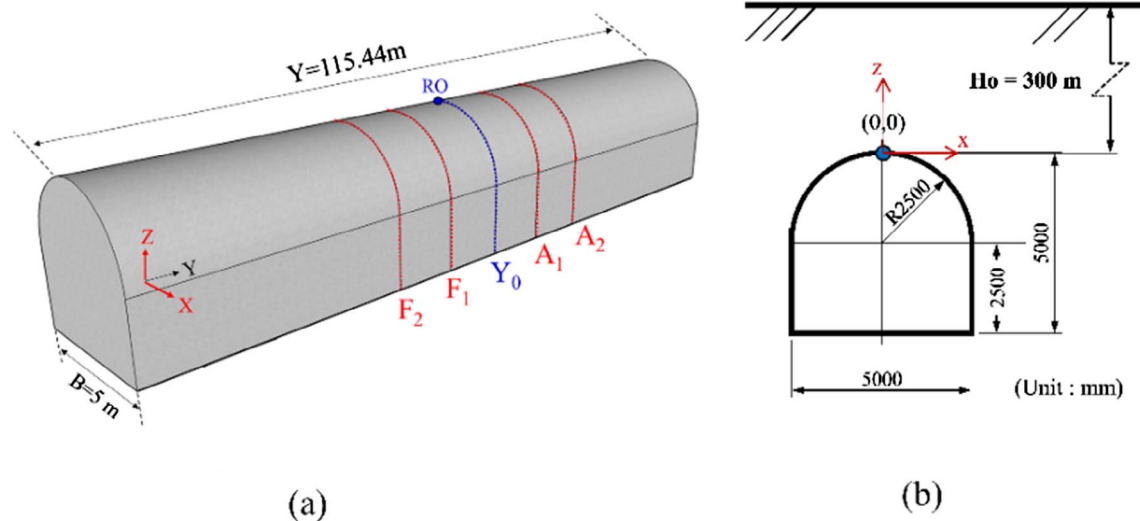 Y=115.44m
RO
Z
Y
X
F₂
F₁
Y₀
A₁
A₂
B=5 m
(a)
Ho = 300 m
z
(0,0)
x
R2500
5000
2500
5000
(Unit : mm)
(b)